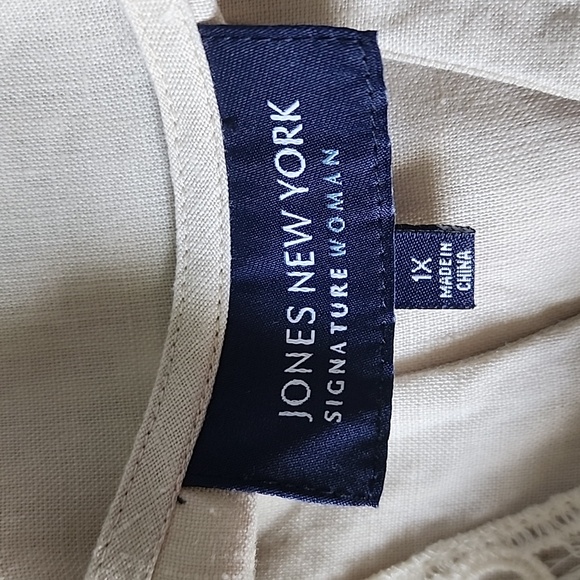 JONES NEW YORK
SIGNATURE WOMAN
1X
MADE IN
CHINA